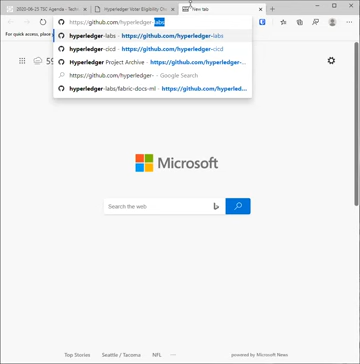 2020-08-25 TSC Agenda - Tech
Hyperledger Voter Eligibility Ch
New tab
https://github.com/hyperledger-labs
For quick access, place
hyperledger-labs - https://github.com/hyperledger-labs
hyperledger-cicd - https://github.com/hyperledger-cicd
Hyperledger Project Archive - https://github.com/hyperledger-...
https://github.com/hyperledger- - Google Search
hyperledger-labs/fabric-docs-ml - https://github.com/hyperled...
59
Microsoft
Search the web
Top Stories
Seattle / Tacoma
NFL
...
powered by Microsoft News